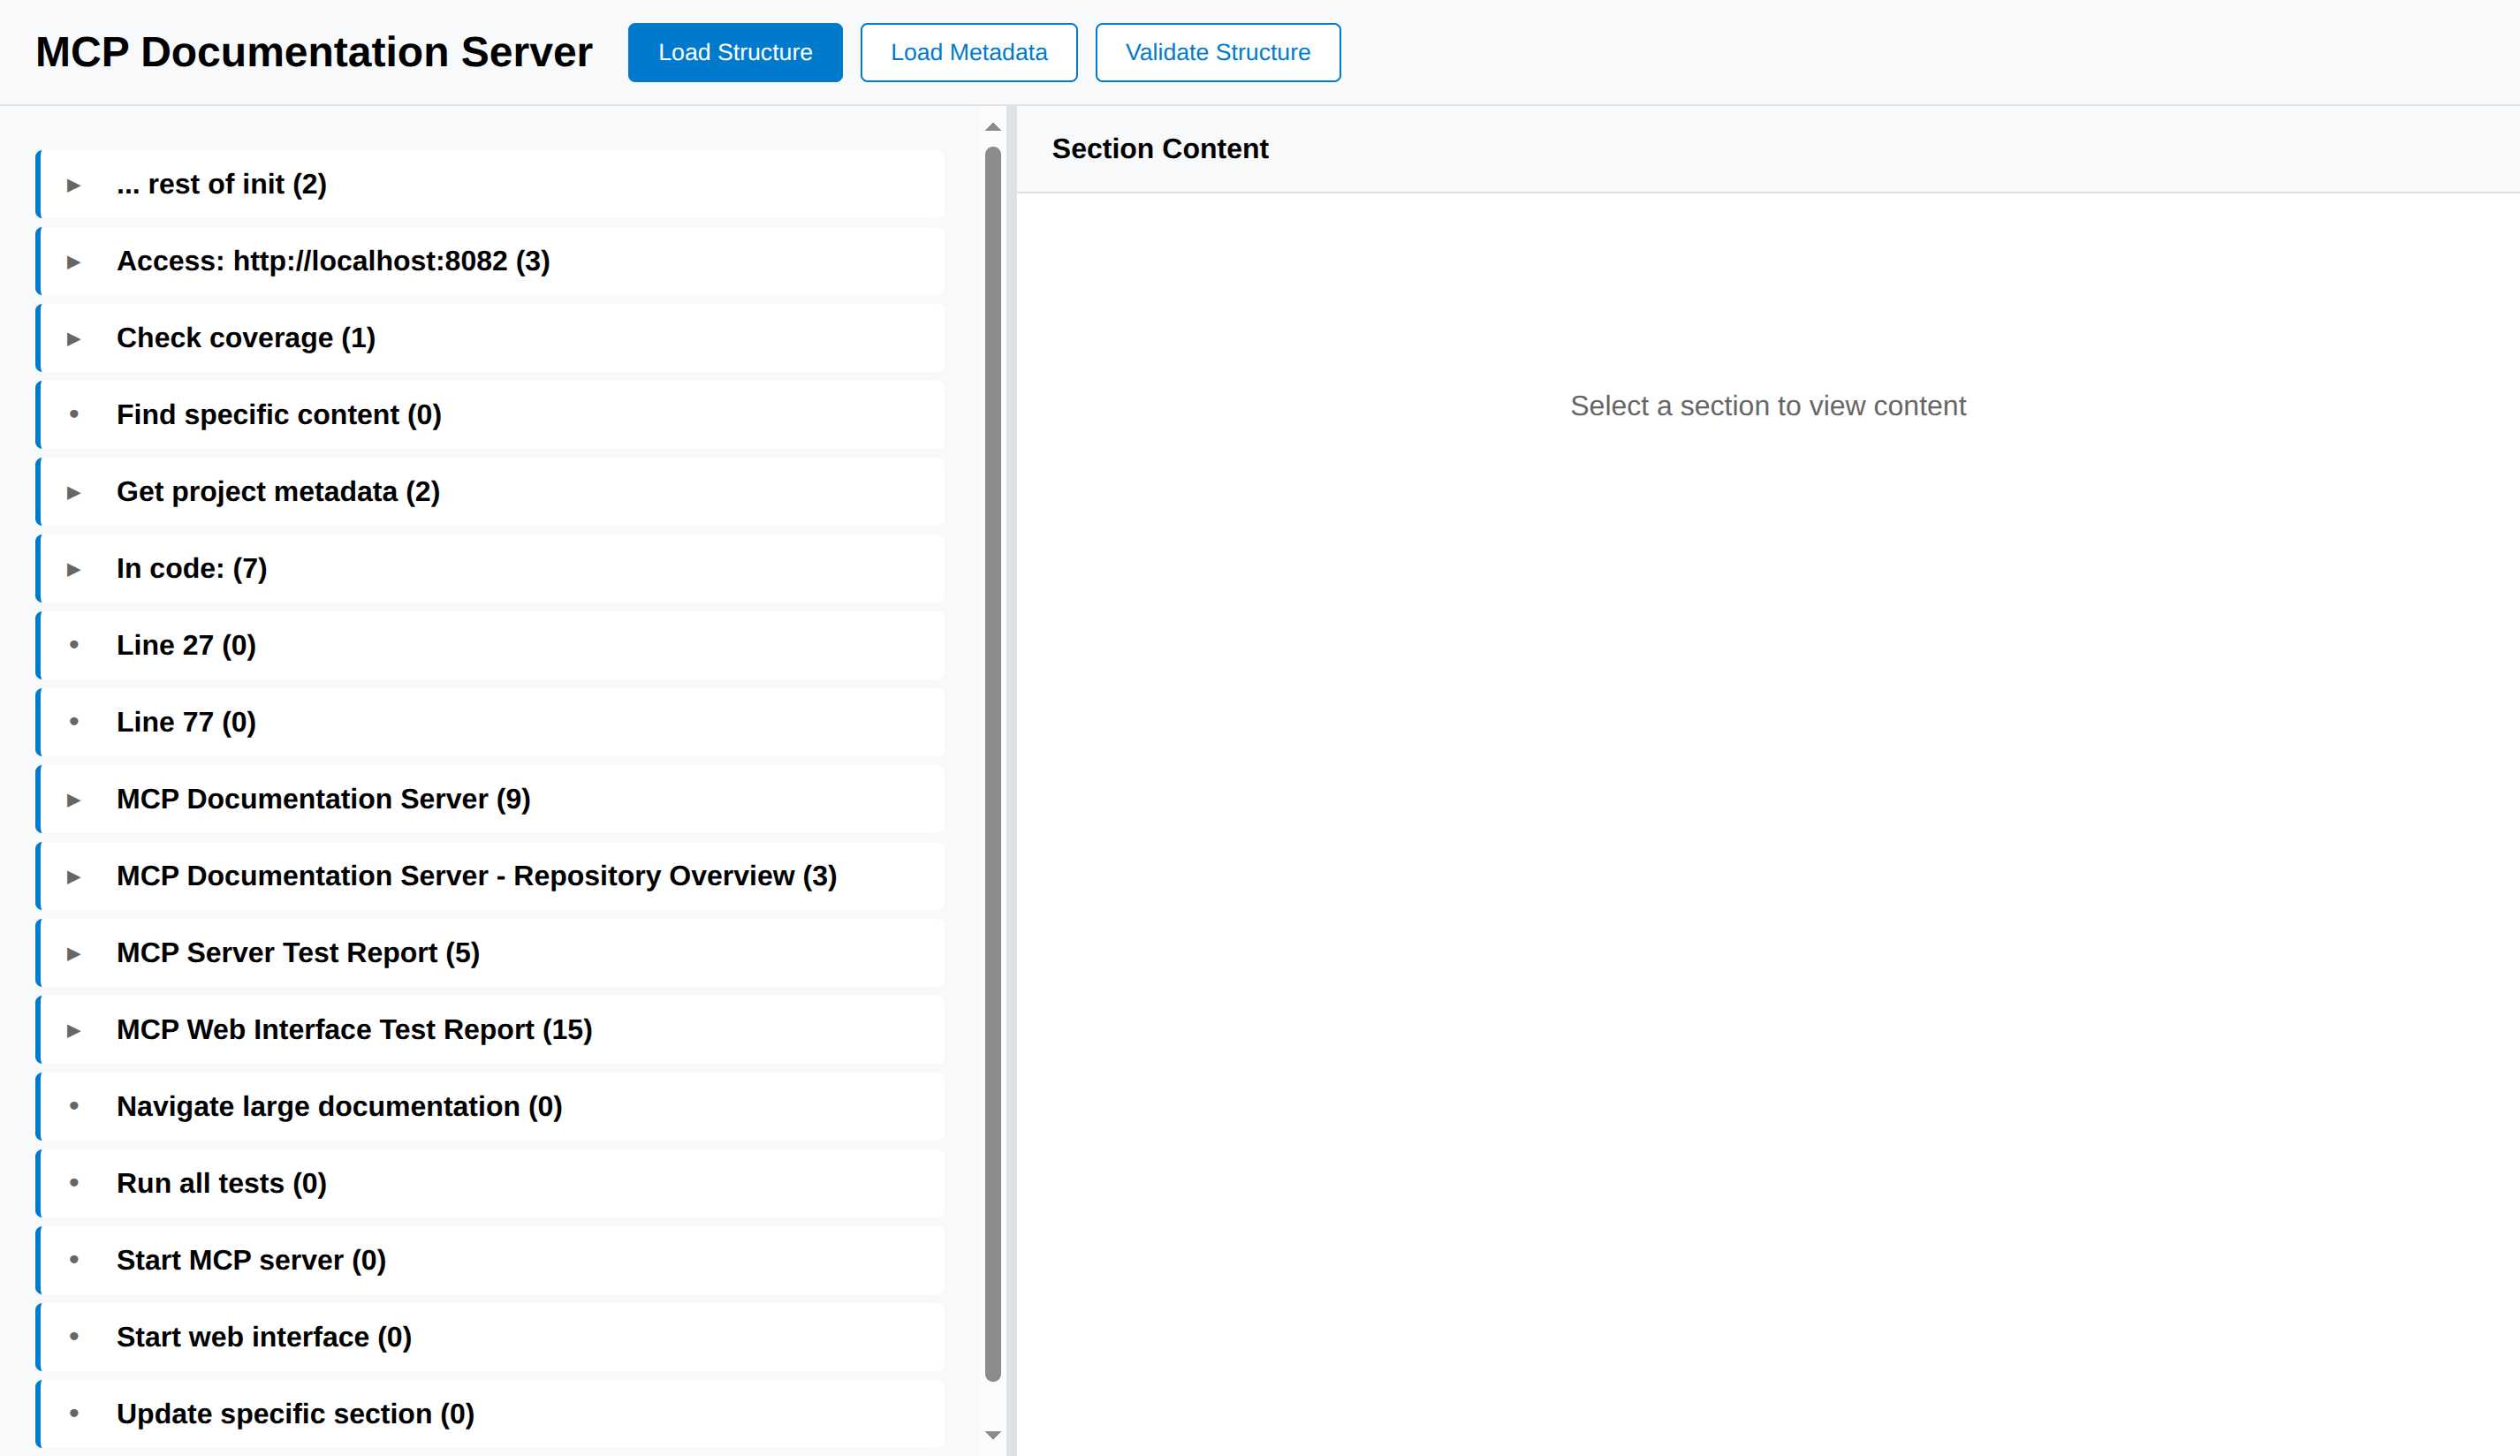 MCP Documentation Server
Load Structure
Load Metadata
Validate Structure
... rest of init (2)
Access: http://localhost:8082 (3)
Check coverage (1)
Find specific content (0)
Get project metadata (2)
In code: (7)
Line 27 (0)
Line 77 (0)
MCP Documentation Server (9)
MCP Documentation Server - Repository Overview (3)
MCP Server Test Report (5)
MCP Web Interface Test Report (15)
Navigate large documentation (0)
Run all tests (0)
Start MCP server (0)
Start web interface (0)
Update specific section (0)
Section Content
Select a section to view content